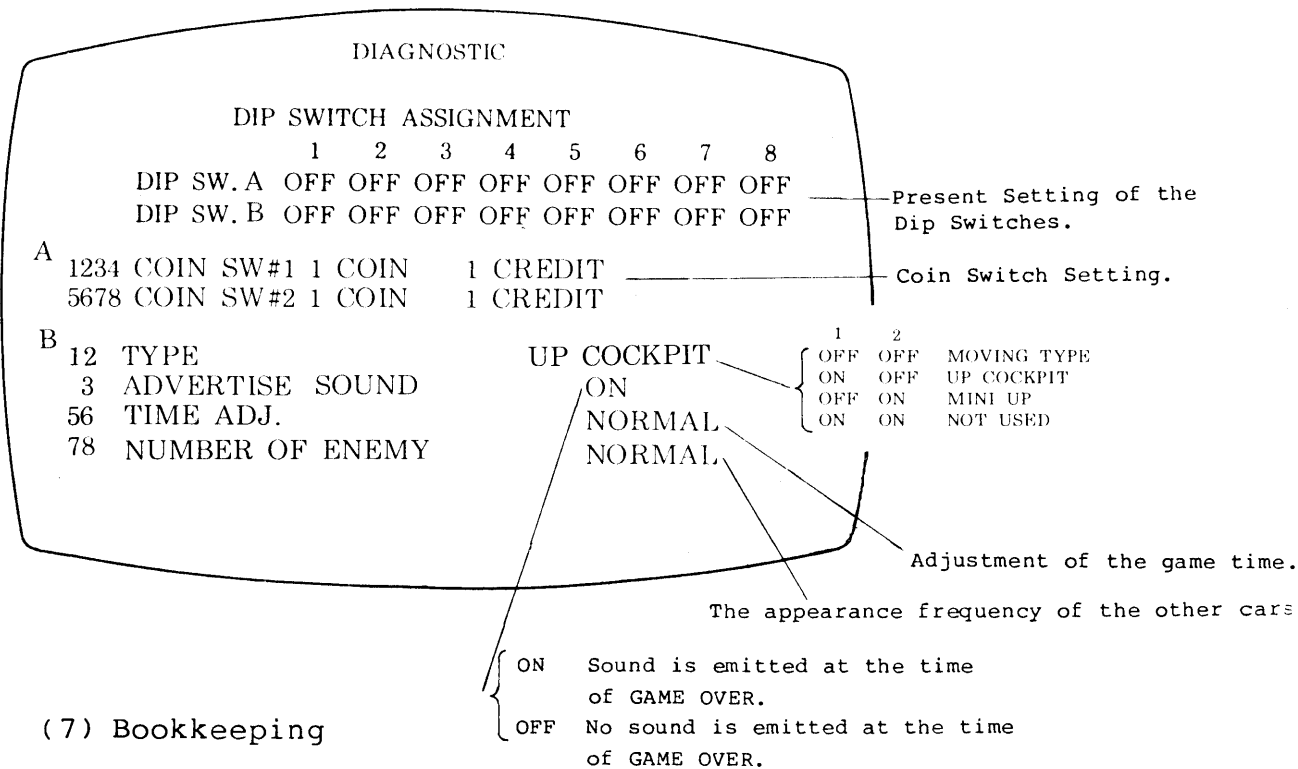 DIAGNOSTIC
DIP SWITCH ASSIGNMENT
1 2 3 4 5 6 7 8
DIP SW. A OFF OFF OFF OFF OFF OFF OFF OFF
DIP SW. B OFF OFF OFF OFF OFF OFF OFF OFF
Present Setting of the
Dip Switches.
A
1234 COIN SW#1 1 COIN 1 CREDIT
5678 COIN SW#2 1 COIN 1 CREDIT
Coin Switch Setting.
B
12 TYPE UP COCKPIT
3 ADVERTISE SOUND ON
56 TIME ADJ. NORMAL
78 NUMBER OF ENEMY NORMAL
1 2
OFF OFF MOVING TYPE
ON OFF UP COCKPIT
OFF ON MINI UP
ON ON NOT USED
Adjustment of the game time.
The appearance frequency of the other cars
ON Sound is emitted at the time
of GAME OVER.
OFF No sound is emitted at the time
of GAME OVER.
(7) Bookkeeping